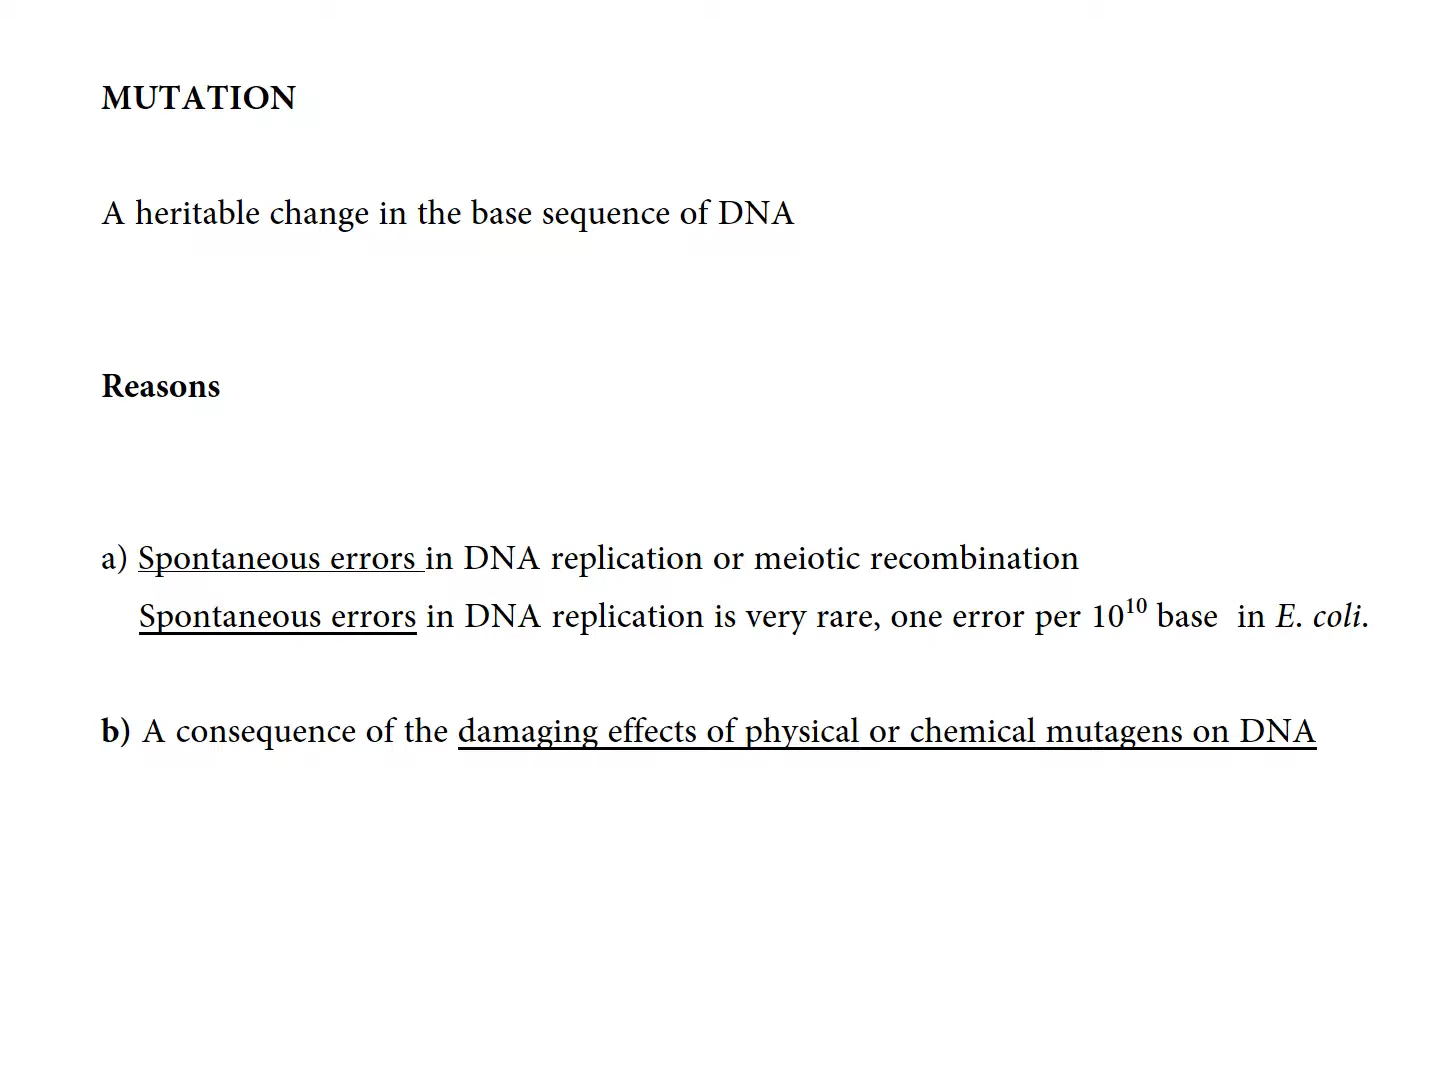 MUTATION
A heritable change in the base sequence of DNA
Reasons
a) Spontaneous errors in DNA replication or meiotic recombination
Spontaneous errors in DNA replication is very rare, one error per 10¹⁰ base  in E. coli.
b) A consequence of the damaging effects of physical or chemical mutagens on DNA